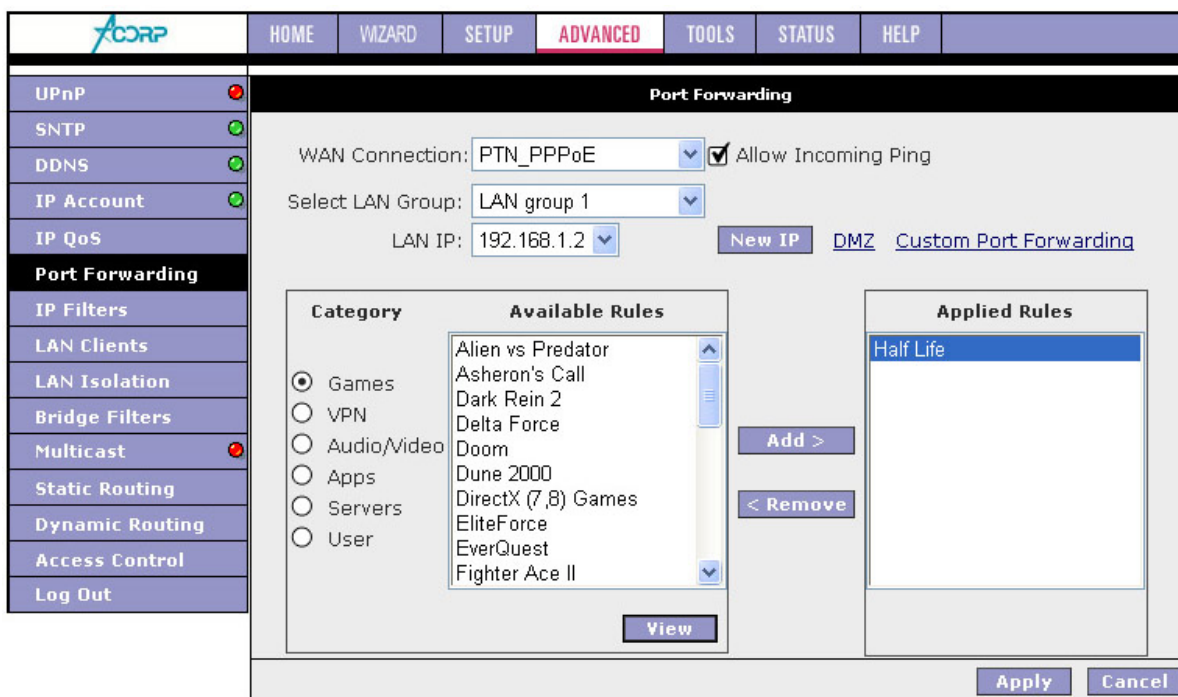 ACORP
HOME WIZARD SETUP ADVANCED TOOLS STATUS HELP
UPnP
SNTP
DDNS
IP Account
IP QoS
Port Forwarding
IP Filters
LAN Clients
LAN Isolation
Bridge Filters
Multicast
Static Routing
Dynamic Routing
Access Control
Log Out
Port Forwarding
WAN Connection: PTN_PPPoE Allow Incoming Ping
Select LAN Group: LAN group 1
LAN IP: 192.168.1.2 New IP DMZ Custom Port Forwarding
Category
Games
VPN
Audio/Video
Apps
Servers
User
Available Rules
Alien vs Predator
Asheron's Call
Dark Rein 2
Delta Force
Doom
Dune 2000
DirectX (7,8) Games
EliteForce
EverQuest
Fighter Ace II
View
Add >
< Remove
Applied Rules
Half Life
Apply Cancel